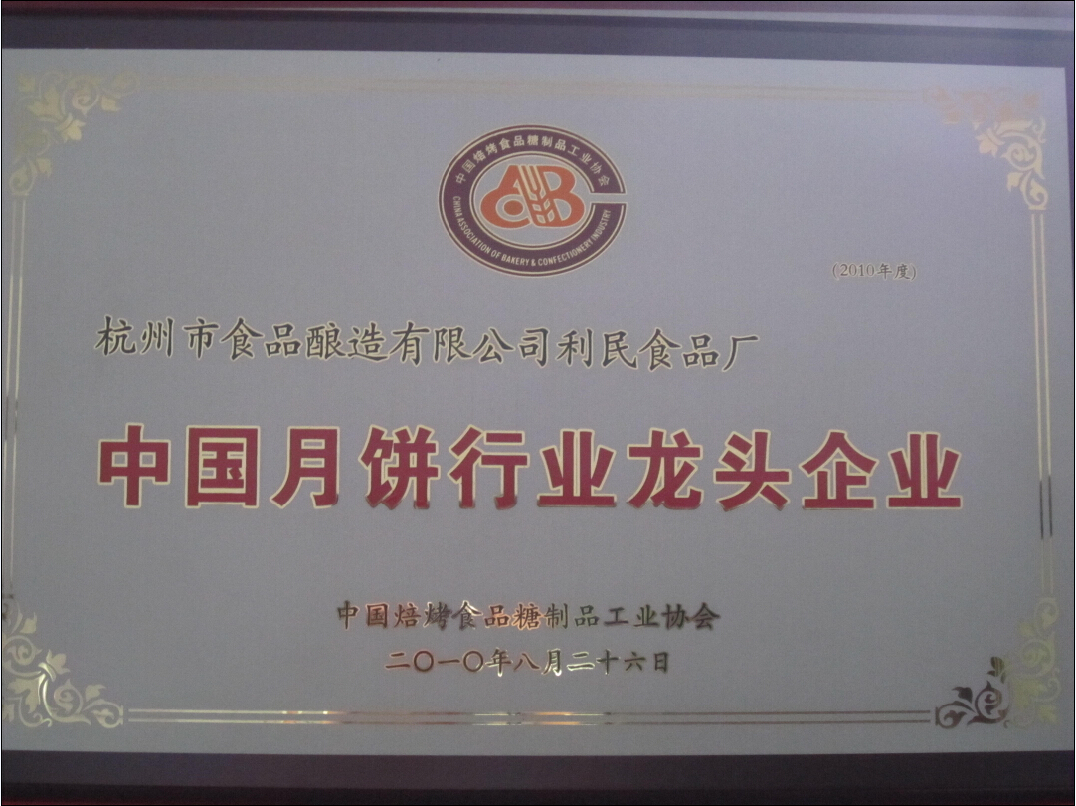 中国焙烤食品糖制品工业协会
CAB
CHINA ASSOCIATION OF BAKERY & CONFECTIONERY INDUSTRY
(2010年度)
杭州市食品酿造有限公司利民食品厂
中国月饼行业龙头企业
中国焙烤食品糖制品工业协会
二〇一〇年八月二十六日